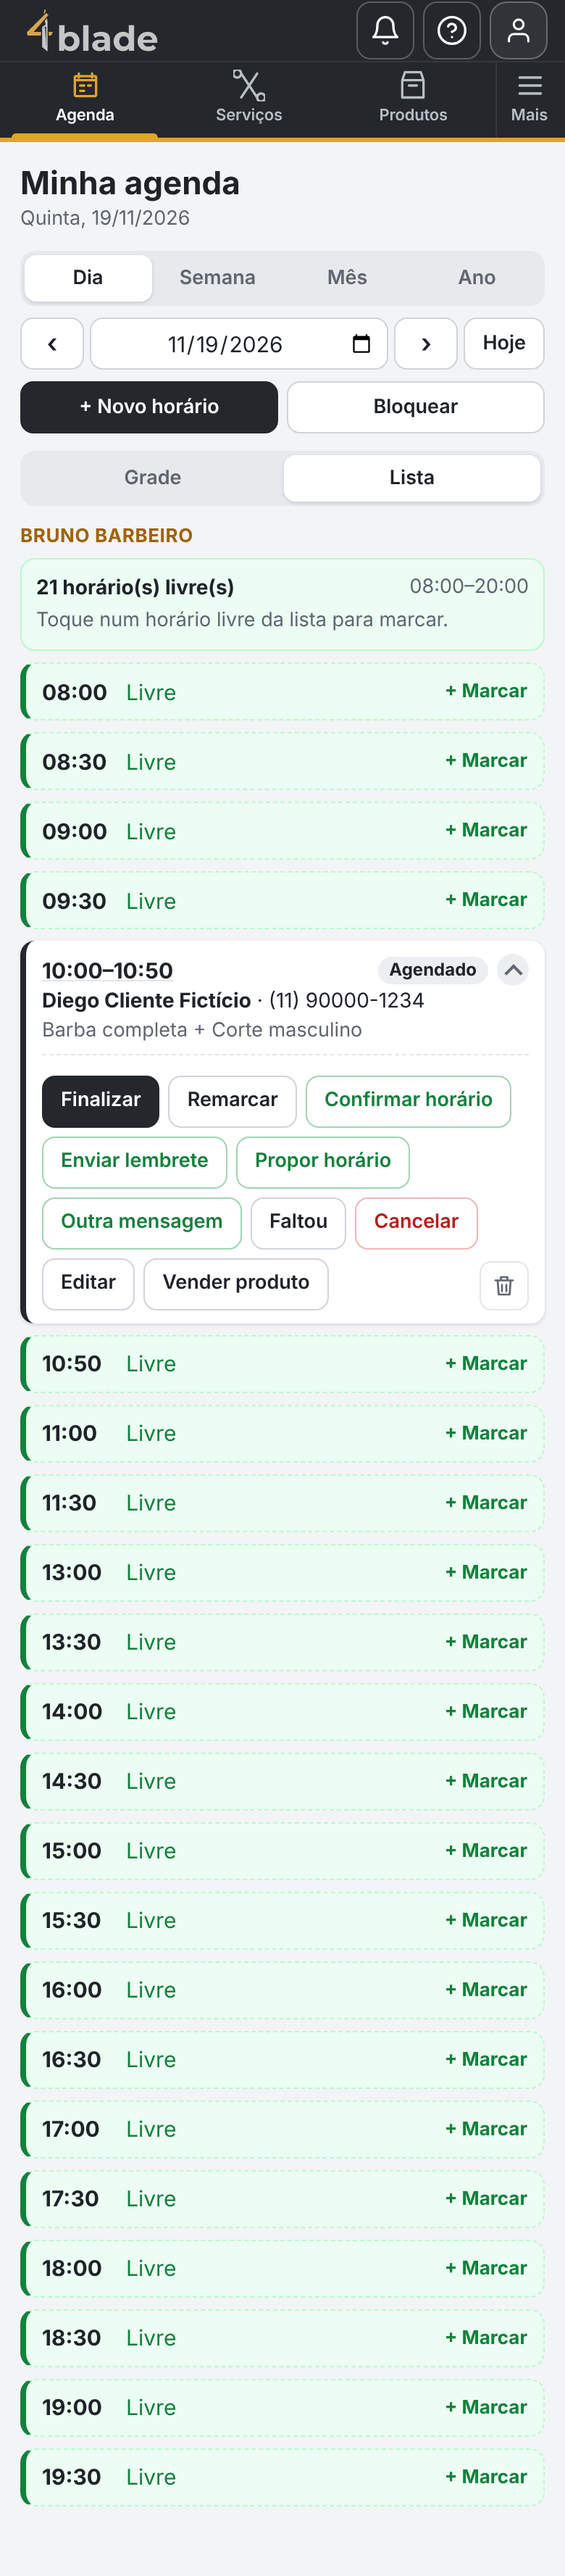 4blade
Agenda
Serviços
Produtos
Mais
Minha agenda
Quinta, 19/11/2026
Dia
Semana
Mês
Ano
‹
11/19/2026
›
Hoje
+ Novo horário
Bloquear
Grade
Lista
BRUNO BARBEIRO
21 horário(s) livre(s) 08:00–20:00
Toque num horário livre da lista para marcar.
08:00 Livre + Marcar
08:30 Livre + Marcar
09:00 Livre + Marcar
09:30 Livre + Marcar
10:00–10:50 Agendado
Diego Cliente Fictício · (11) 90000-1234
Barba completa + Corte masculino
Finalizar Remarcar Confirmar horário
Enviar lembrete Propor horário
Outra mensagem Faltou Cancelar
Editar Vender produto
10:50 Livre + Marcar
11:00 Livre + Marcar
11:30 Livre + Marcar
13:00 Livre + Marcar
13:30 Livre + Marcar
14:00 Livre + Marcar
14:30 Livre + Marcar
15:00 Livre + Marcar
15:30 Livre + Marcar
16:00 Livre + Marcar
16:30 Livre + Marcar
17:00 Livre + Marcar
17:30 Livre + Marcar
18:00 Livre + Marcar
18:30 Livre + Marcar
19:00 Livre + Marcar
19:30 Livre + Marcar